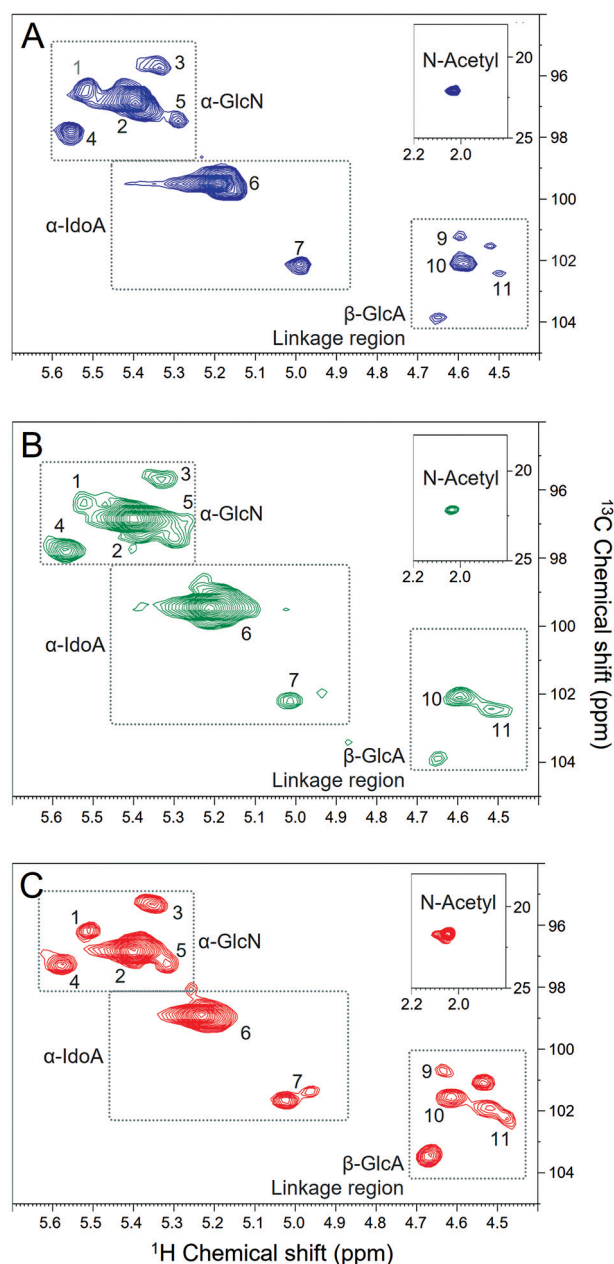 A
1
3
α-GlcN
5
2
4
N-Acetyl
20
25
2.2 2.0
96
98
100
102
104
α-IdoA
6
7
9
10
11
β-GlcA
Linkage region
5.6 5.5 5.4 5.3 5.2 5.1 5.0 4.9 4.8 4.7 4.6 4.5
B
1
3
5
α-GlcN
4
2
N-Acetyl
20
25
2.2 2.0
96
98
100
102
104
α-IdoA
6
7
10
11
β-GlcA
Linkage region
5.6 5.5 5.4 5.3 5.2 5.1 5.0 4.9 4.8 4.7 4.6 4.5
13C Chemical shift (ppm)
C
1
3
5
α-GlcN
4
2
N-Acetyl
20
25
2.2 2.0
96
98
100
102
104
α-IdoA
6
7
9
10
11
β-GlcA
Linkage region
5.6 5.5 5.4 5.3 5.2 5.1 5.0 4.9 4.8 4.7 4.6 4.5
1H Chemical shift (ppm)